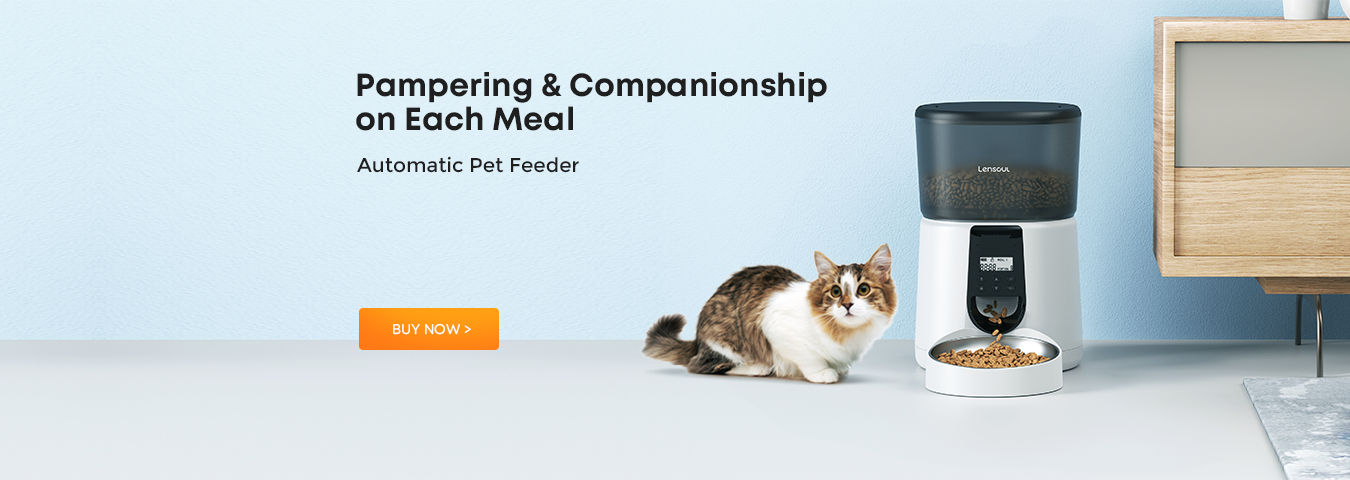 Pampering & Companionship
on Each Meal
Automatic Pet Feeder
Lensoul
BUY NOW >